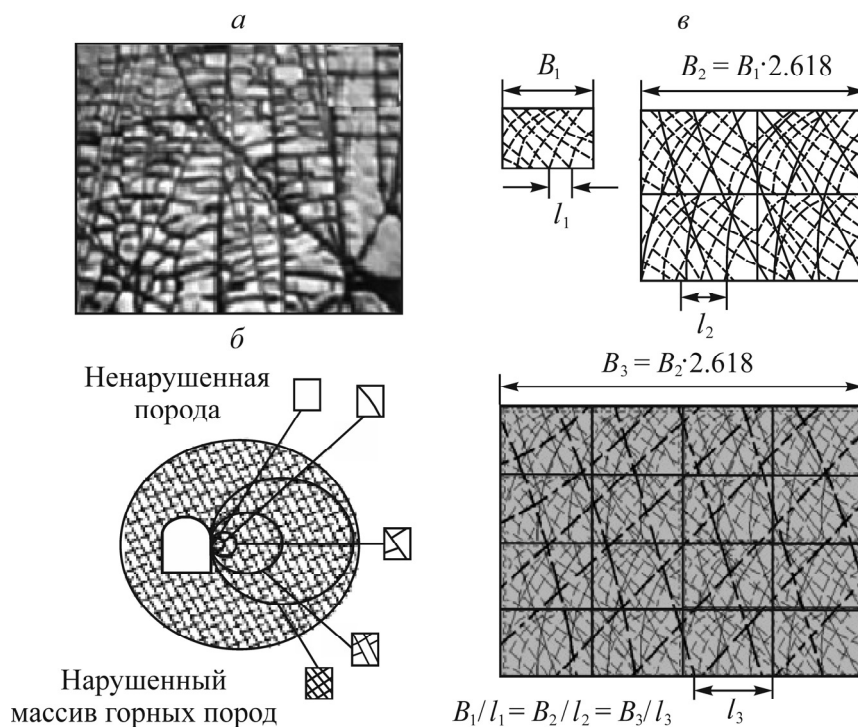 а
в
B₁
B₂ = B₁·2.618
l₁
l₂
б
Ненарушенная
порода
B₃ = B₂·2.618
Нарушенный
массив горных пород
l₃
B₁/l₁ = B₂/l₂ = B₃/l₃